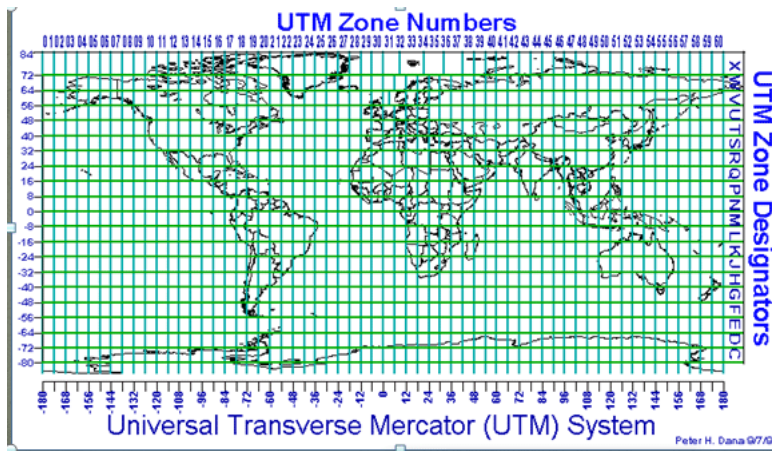 UTM Zone Numbers
01 02 03 04 05 06 07 08 09 10 11 12 13 14 15 16 17 18 19 20 21 22 23 24 25 26 27 28 29 30 31 32 33 34 35 36 37 38 39 40 41 42 43 44 45 46 47 48 49 50 51 52 53 54 55 56 57 58 59 60
84
72
64
56
48
40
32
24
16
8
0
-8
-16
-24
-32
-40
-48
-56
-64
-72
-80
X
W
V
U
T
S
R
Q
P
N
M
L
K
J
H
G
F
E
D
C
UTM Zone Designators
-180 -168 -156 -144 -132 -120 -108 -96 -84 -72 -60 -48 -36 -24 -12 0 12 24 36 48 60 72 84 96 108 120 132 144 156 168 180
Universal Transverse Mercator (UTM) System
Peter H. Dana 9/7/9